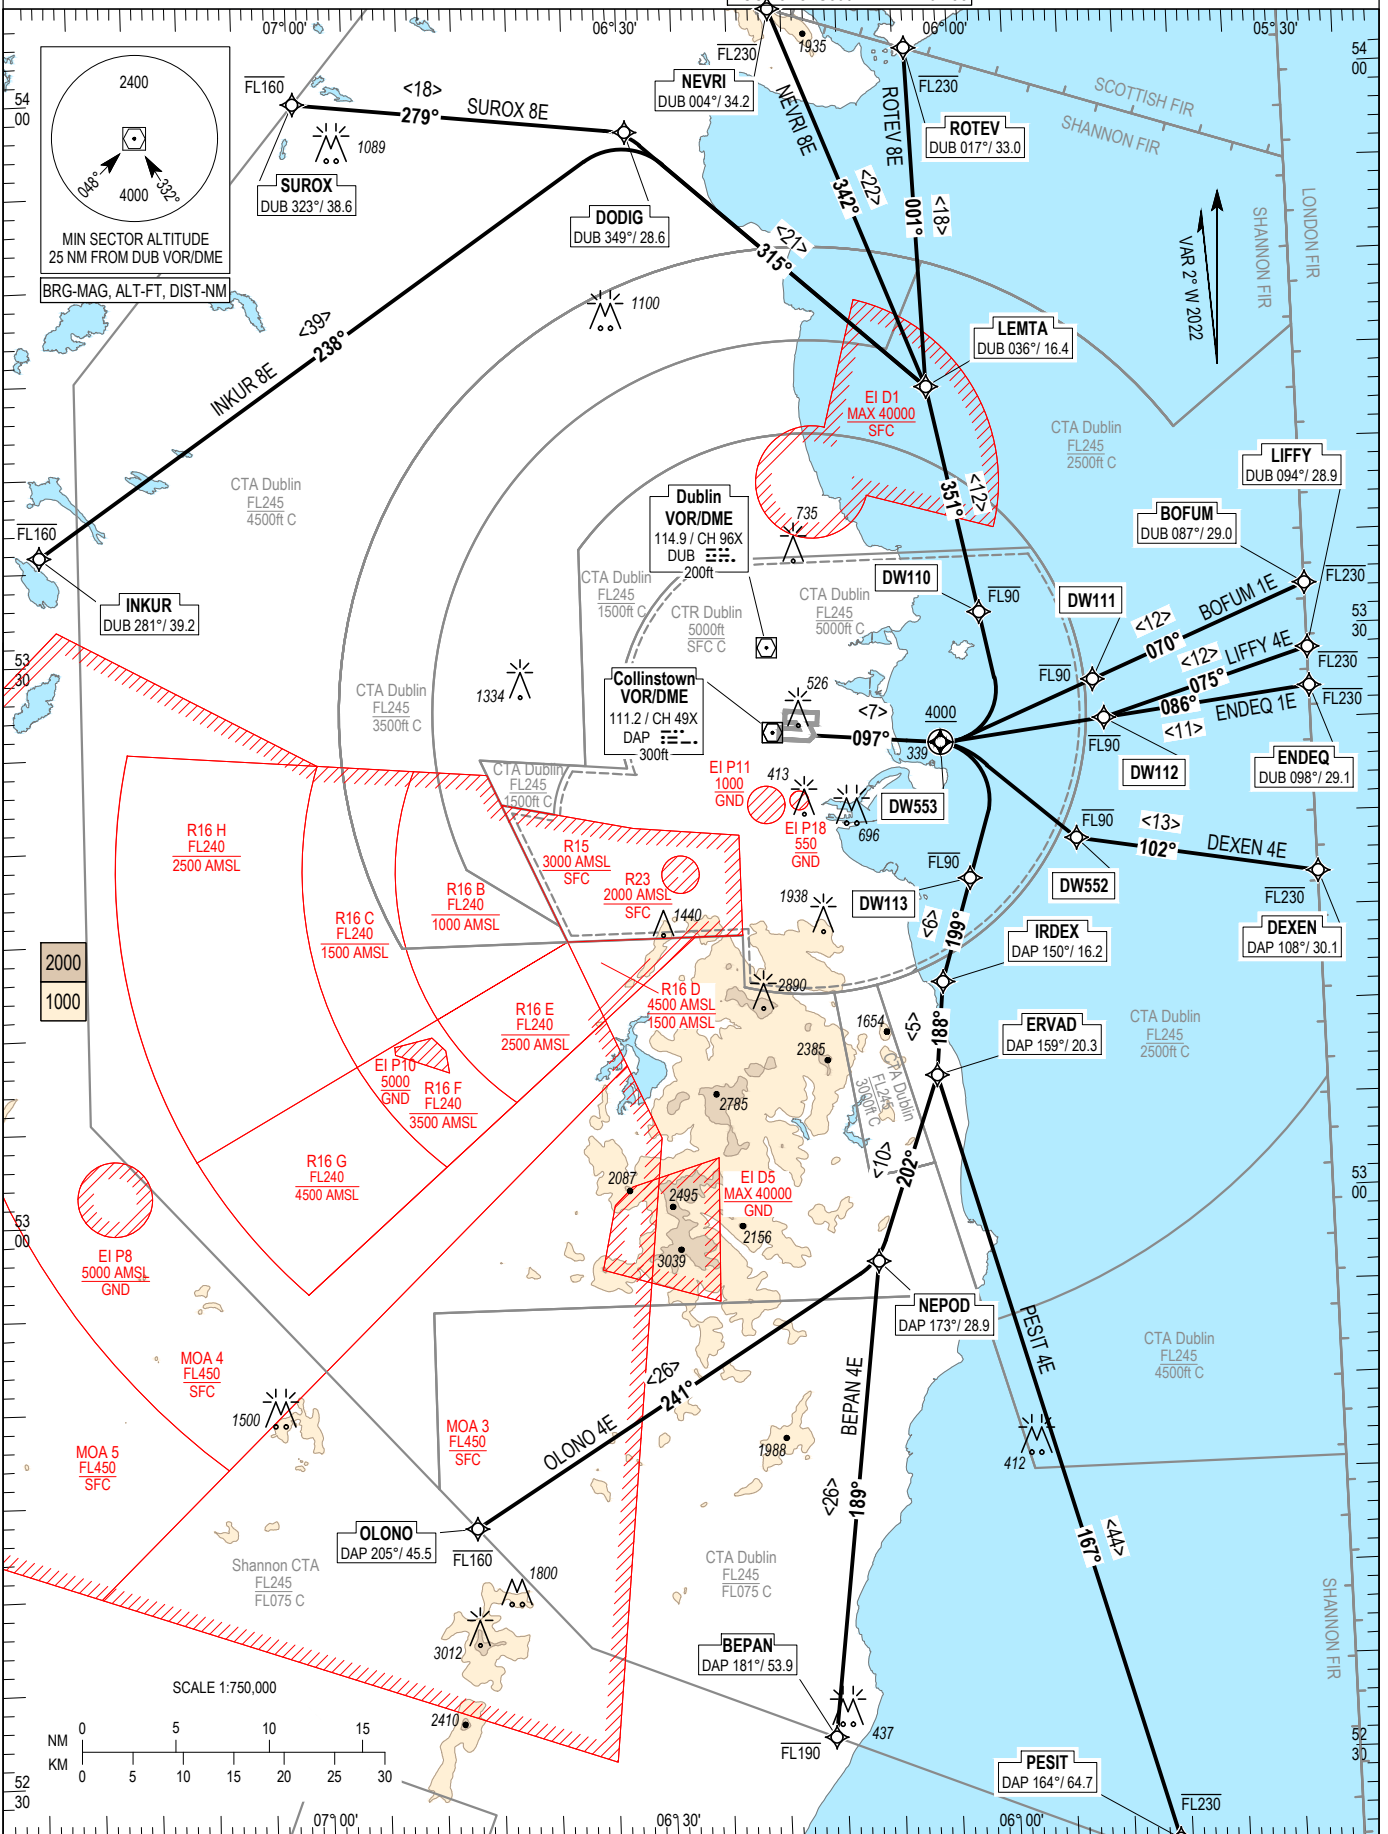 07°00'
06°30'
06°00'
05°30'
54
00
54
00
2400
048°
332°
4000
MIN SECTOR ALTITUDE
25 NM FROM DUB VOR/DME
BRG-MAG, ALT-FT, DIST-NM
FL160
<18>
279°
SUROX 8E
1089
SUROX
DUB 323°/ 38.6
DODIG
DUB 349°/ 28.6
FL230
NEVRI
DUB 004°/ 34.2
1935
NEVRI 8E
342°
<22>
ROTEV 8E
001°
<18>
FL230
ROTEV
DUB 017°/ 33.0
SCOTTISH FIR
SHANNON FIR
LONDON FIR
SHANNON FIR
VAR 2° W 2022
<21>
315°
1100
<39>
238°
INKUR 8E
LEMTA
DUB 036°/ 16.4
EI D1
MAX 40000
SFC
CTA Dublin
FL245
2500ft C
LIFFY
DUB 094°/ 28.9
BOFUM
DUB 087°/ 29.0
CTA Dublin
FL245
4500ft C
Dublin
VOR/DME
114.9 / CH 96X
DUB
200ft
735
351°
<12>
FL160
INKUR
DUB 281°/ 39.2
CTA Dublin
FL245
1500ft C
CTR Dublin
5000ft
SFC C
CTA Dublin
FL245
5000ft C
DW110
FL90
DW111
FL90
<12>
070°
BOFUM 1E
FL230
<12>
075°
LIFFY 4E
FL230
086°
<11>
ENDEQ 1E
FL230
53
30
53
30
1334
CTA Dublin
FL245
3500ft C
Collinstown
VOR/DME
111.2 / CH 49X
DAP
300ft
526
<7>
097°
4000
339
FL90
DW112
ENDEQ
DUB 098°/ 29.1
DW553
CTA Dublin
FL245
1500ft C
EI P11
1000
GND
413
EI P18
550
GND
696
FL90
<13>
102°
DEXEN 4E
FL230
DW552
DEXEN
DAP 108°/ 30.1
R16 H
FL240
2500 AMSL
R16 C
FL240
1500 AMSL
R16 B
FL240
1000 AMSL
R15
3000 AMSL
SFC
R23
2000 AMSL
SFC
1440
1938
FL90
DW113
<6>
199°
IRDEX
DAP 150°/ 16.2
2000
1000
R16 E
FL240
2500 AMSL
R16 D
4500 AMSL
1500 AMSL
2890
1654
2385
2785
<5>
188°
ERVAD
DAP 159°/ 20.3
CTA Dublin
FL245
2500ft C
CTA Dublin
FL245
3000ft C
EI P10
5000
GND
R16 F
FL240
3500 AMSL
R16 G
FL240
4500 AMSL
<10>
202°
2087
2495
3039
2156
EI D5
MAX 40000
GND
53
00
53
00
EI P8
5000 AMSL
GND
NEPOD
DAP 173°/ 28.9
PESIT 4E
CTA Dublin
FL245
4500ft C
MOA 4
FL450
SFC
1500
MOA 5
FL450
SFC
MOA 3
FL450
SFC
<26>
241°
OLONO 4E
BEPAN 4E
1988
412
<26>
189°
<44>
167°
OLONO
DAP 205°/ 45.5
FL160
Shannon CTA
FL245
FL075 C
1800
3012
CTA Dublin
FL245
FL075 C
SHANNON FIR
BEPAN
DAP 181°/ 53.9
SCALE 1:750,000
2410
437
FL190
NM
0
5
10
15
KM
0
5
10
15
20
25
30
PESIT
DAP 164°/ 64.7
FL230
52
30
52
30
07°00'
06°30'
06°00'